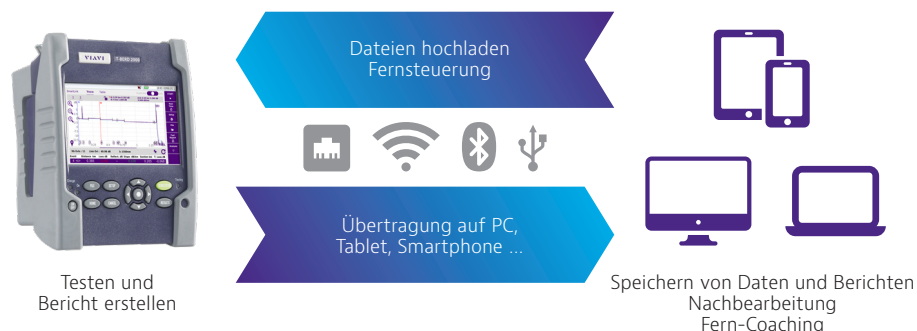 Dateien hochladen
Fernsteuerung
VIAVI
Übertragung auf PC,
Tablet, Smartphone ...
Testen und
Bericht erstellen
Speichern von Daten und Berichten
Nachbearbeitung
Fern-Coaching